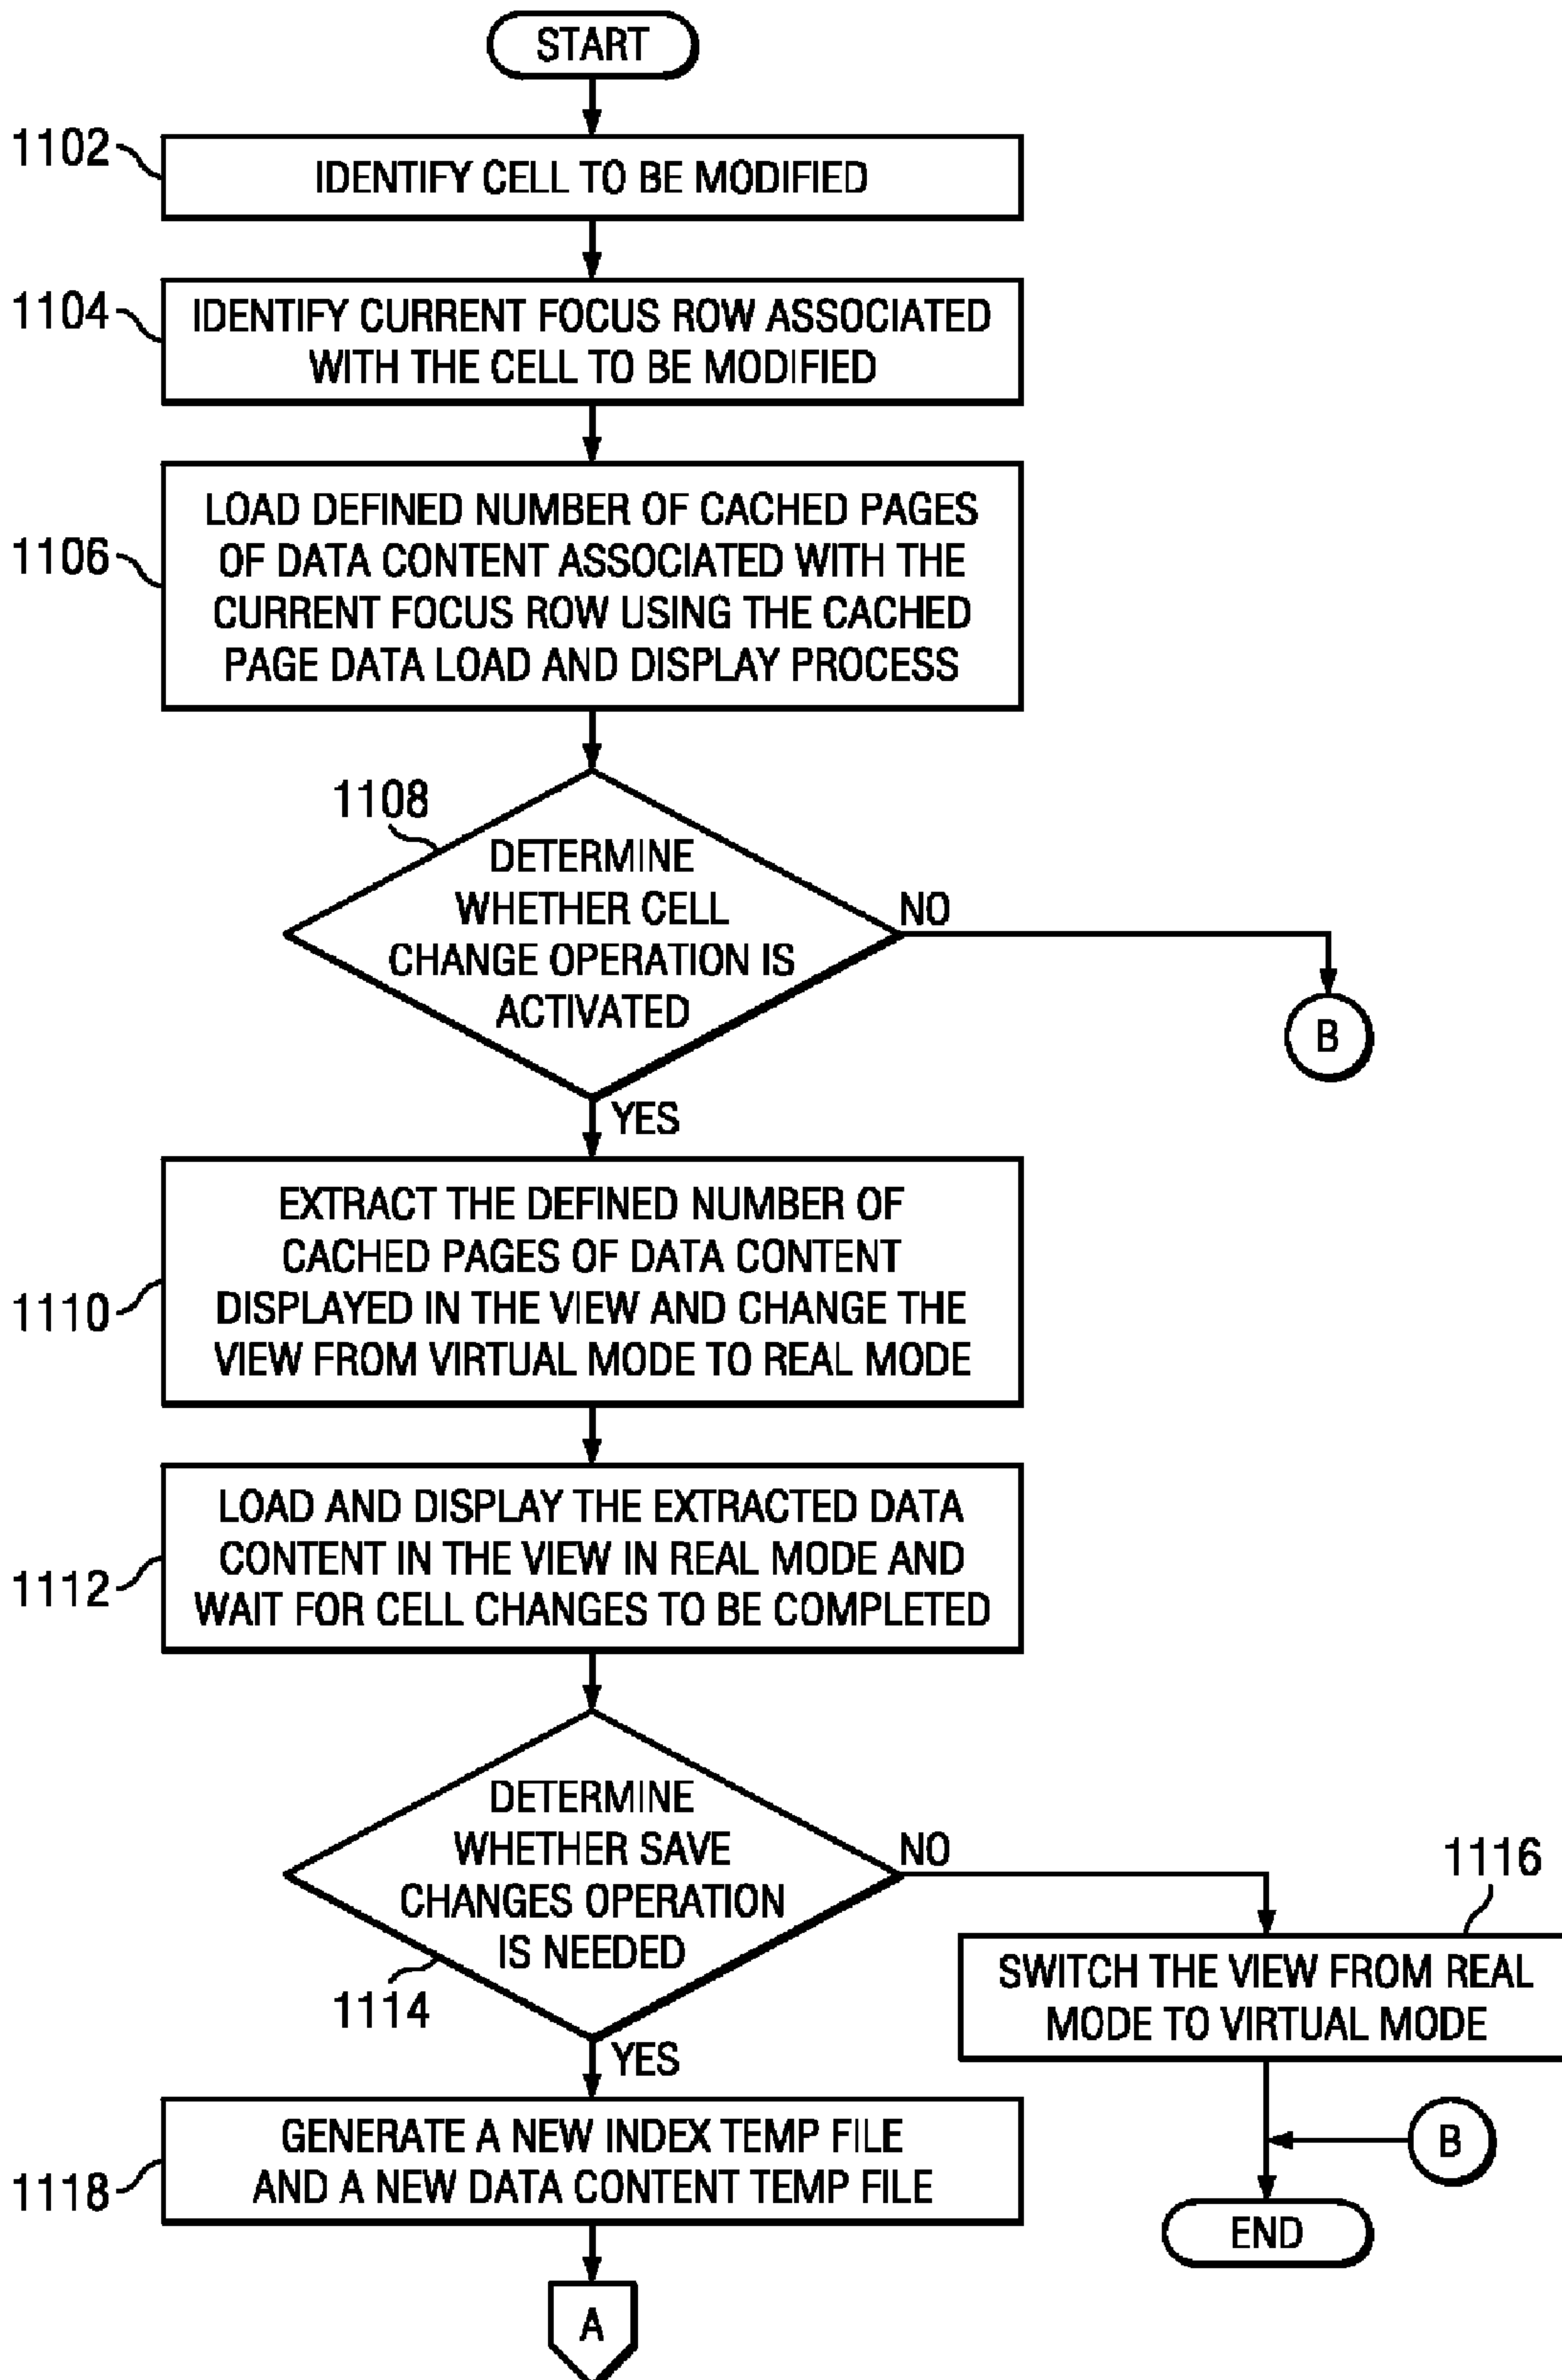 START
1102
IDENTIFY CELL TO BE MODIFIED
1104
IDENTIFY CURRENT FOCUS ROW ASSOCIATED
WITH THE CELL TO BE MODIFIED
1106
LOAD DEFINED NUMBER OF CACHED PAGES
OF DATA CONTENT ASSOCIATED WITH THE
CURRENT FOCUS ROW USING THE CACHED
PAGE DATA LOAD AND DISPLAY PROCESS
1108
DETERMINE
WHETHER CELL
CHANGE OPERATION IS
ACTIVATED
NO
B
YES
1110
EXTRACT THE DEFINED NUMBER OF
CACHED PAGES OF DATA CONTENT
DISPLAYED IN THE VIEW AND CHANGE THE
VIEW FROM VIRTUAL MODE TO REAL MODE
1112
LOAD AND DISPLAY THE EXTRACTED DATA
CONTENT IN THE VIEW IN REAL MODE AND
WAIT FOR CELL CHANGES TO BE COMPLETED
DETERMINE
WHETHER SAVE
CHANGES OPERATION
IS NEEDED
1114
NO
1116
SWITCH THE VIEW FROM REAL
MODE TO VIRTUAL MODE
YES
1118
GENERATE A NEW INDEX TEMP FILE
AND A NEW DATA CONTENT TEMP FILE
B
END
A